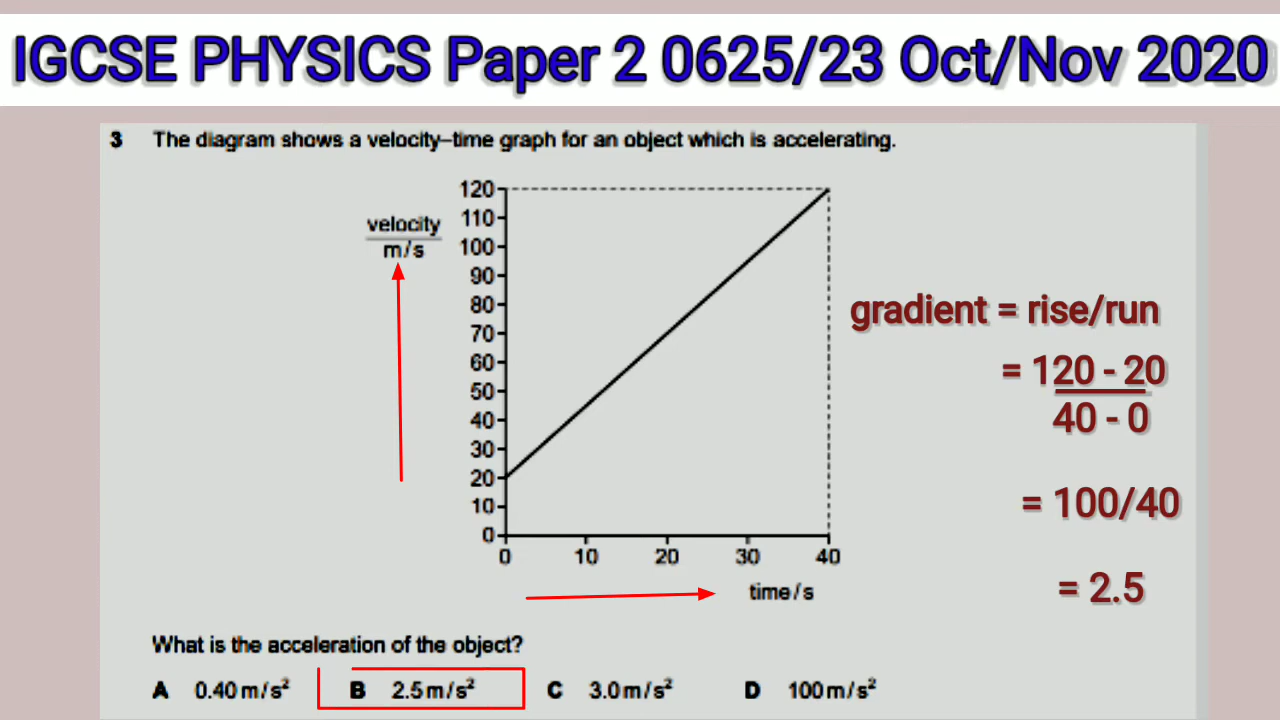 IGCSE PHYSICS Paper 2 0625/23 Oct/Nov 2020
3 The diagram shows a velocity–time graph for an object which is accelerating.
velocity
m/s
120
110
100
90
80
70
60
50
40
30
20
10
0
0 10 20 30 40
time/s
gradient = rise/run
= 120 - 20
40 - 0
= 100/40
= 2.5
What is the acceleration of the object?
A 0.40 m/s² B 2.5 m/s² C 3.0 m/s² D 100 m/s²